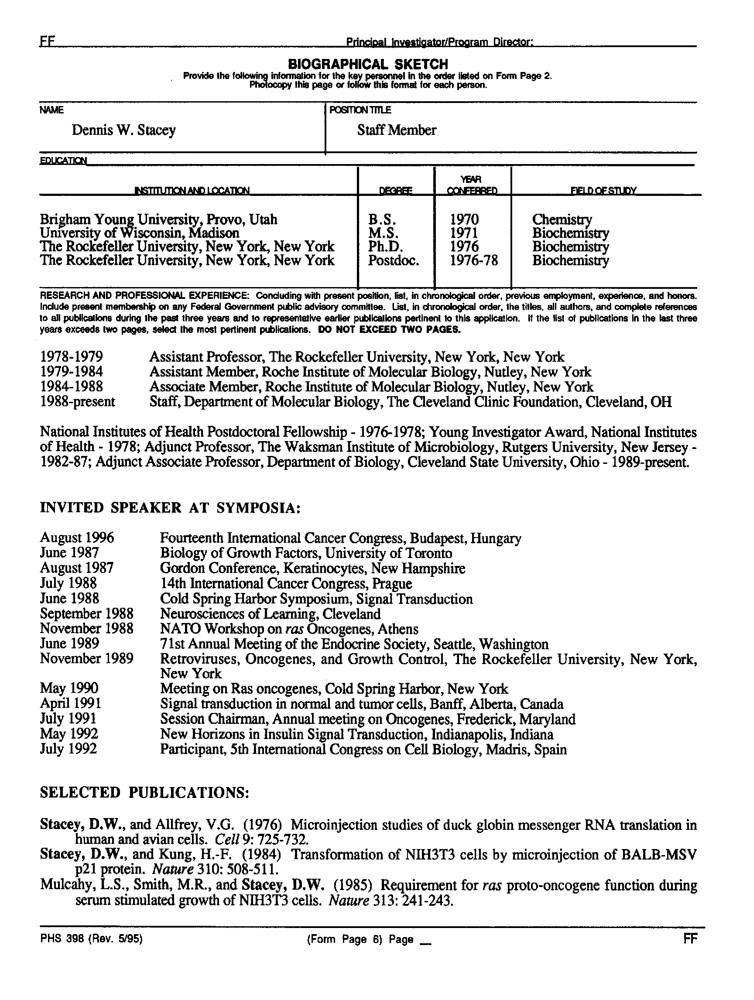 FF Principal Investigator/Program Director:
BIOGRAPHICAL SKETCH
Provide the following information for the key personnel in the order listed on Form Page 2.
Photocopy this page or follow this format for each person.
NAME POSITION TITLE
Dennis W. Stacey Staff Member
EDUCATION
INSTITUTION AND LOCATION DEGREE YEAR CONFERRED FIELD OF STUDY
Brigham Young University, Provo, Utah B.S. 1970 Chemistry
University of Wisconsin, Madison M.S. 1971 Biochemistry
The Rockefeller University, New York, New York Ph.D. 1976 Biochemistry
The Rockefeller University, New York, New York Postdoc. 1976-78 Biochemistry
RESEARCH AND PROFESSIONAL EXPERIENCE: Concluding with present position, list, in chronological order, previous employment, experience, and honors.
Include present membership on any Federal Government public advisory committee. List, in chronological order, the titles, all authors, and complete references
to all publications during the past three years and to representative earlier publications pertinent to this application. If the list of publications in the last three
years exceeds two pages, select the most pertinent publications. DO NOT EXCEED TWO PAGES.
1978-1979 Assistant Professor, The Rockefeller University, New York, New York
1979-1984 Assistant Member, Roche Institute of Molecular Biology, Nutley, New York
1984-1988 Associate Member, Roche Institute of Molecular Biology, Nutley, New York
1988-present Staff, Department of Molecular Biology, The Cleveland Clinic Foundation, Cleveland, OH
National Institutes of Health Postdoctoral Fellowship - 1976-1978; Young Investigator Award, National Institutes
of Health - 1978; Adjunct Professor, The Waksman Institute of Microbiology, Rutgers University, New Jersey -
1982-87; Adjunct Associate Professor, Department of Biology, Cleveland State University, Ohio - 1989-present.
INVITED SPEAKER AT SYMPOSIA:
August 1996 Fourteenth International Cancer Congress, Budapest, Hungary
June 1987 Biology of Growth Factors, University of Toronto
August 1987 Gordon Conference, Keratinocytes, New Hampshire
July 1988 14th International Cancer Congress, Prague
June 1988 Cold Spring Harbor Symposium, Signal Transduction
September 1988 Neurosciences of Learning, Cleveland
November 1988 NATO Workshop on ras Oncogenes, Athens
June 1989 71st Annual Meeting of the Endocrine Society, Seattle, Washington
November 1989 Retroviruses, Oncogenes, and Growth Control, The Rockefeller University, New York,
New York
May 1990 Meeting on Ras oncogenes, Cold Spring Harbor, New York
April 1991 Signal transduction in normal and tumor cells, Banff, Alberta, Canada
July 1991 Session Chairman, Annual meeting on Oncogenes, Frederick, Maryland
May 1992 New Horizons in Insulin Signal Transduction, Indianapolis, Indiana
July 1992 Participant, 5th International Congress on Cell Biology, Madris, Spain
SELECTED PUBLICATIONS:
Stacey, D.W., and Allfrey, V.G. (1976) Microinjection studies of duck globin messenger RNA translation in
human and avian cells. Cell 9: 725-732.
Stacey, D.W., and Kung, H.-F. (1984) Transformation of NIH3T3 cells by microinjection of BALB-MSV
p21 protein. Nature 310: 508-511.
Mulcahy, L.S., Smith, M.R., and Stacey, D.W. (1985) Requirement for ras proto-oncogene function during
serum stimulated growth of NIH3T3 cells. Nature 313: 241-243.
PHS 398 (Rev. 5/95) (Form Page 6) Page __ FF